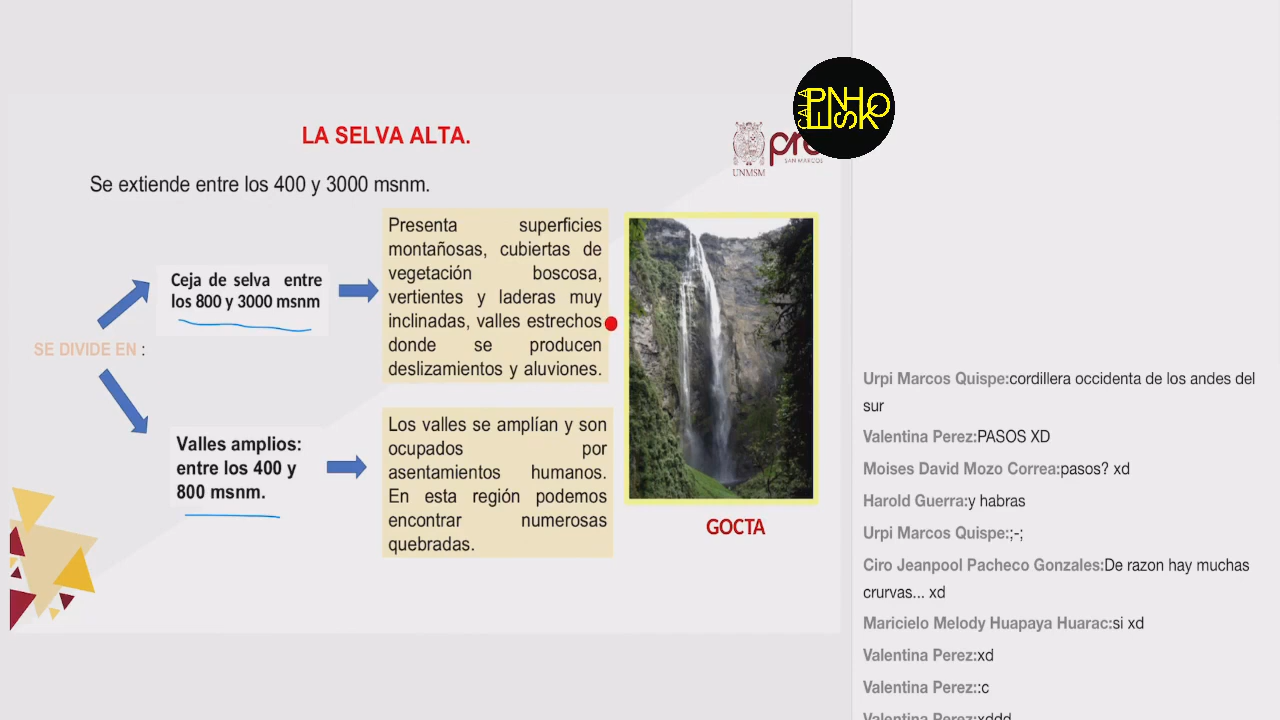 LA SELVA ALTA.
UNMSM
SAN MARCOS
Se extiende entre los 400 y 3000 msnm.
SE DIVIDE EN :
Ceja de selva entre
los 800 y 3000 msnm
Presenta superficies
montañosas, cubiertas de
vegetación boscosa,
vertientes y laderas muy
inclinadas, valles estrechos
donde se producen
deslizamientos y aluviones.
Valles amplios:
entre los 400 y
800 msnm.
Los valles se amplían y son
ocupados por
asentamientos humanos.
En esta región podemos
encontrar numerosas
quebradas.
GOCTA
Urpi Marcos Quispe:cordillera occidenta de los andes del
sur
Valentina Perez:PASOS XD
Moises David Mozo Correa:pasos? xd
Harold Guerra:y habras
Urpi Marcos Quispe:;-;
Ciro Jeanpool Pacheco Gonzales:De razon hay muchas
crurvas... xd
Maricielo Melody Huapaya Huarac:si xd
Valentina Perez:xd
Valentina Perez::c
Valentina Perez:xddd